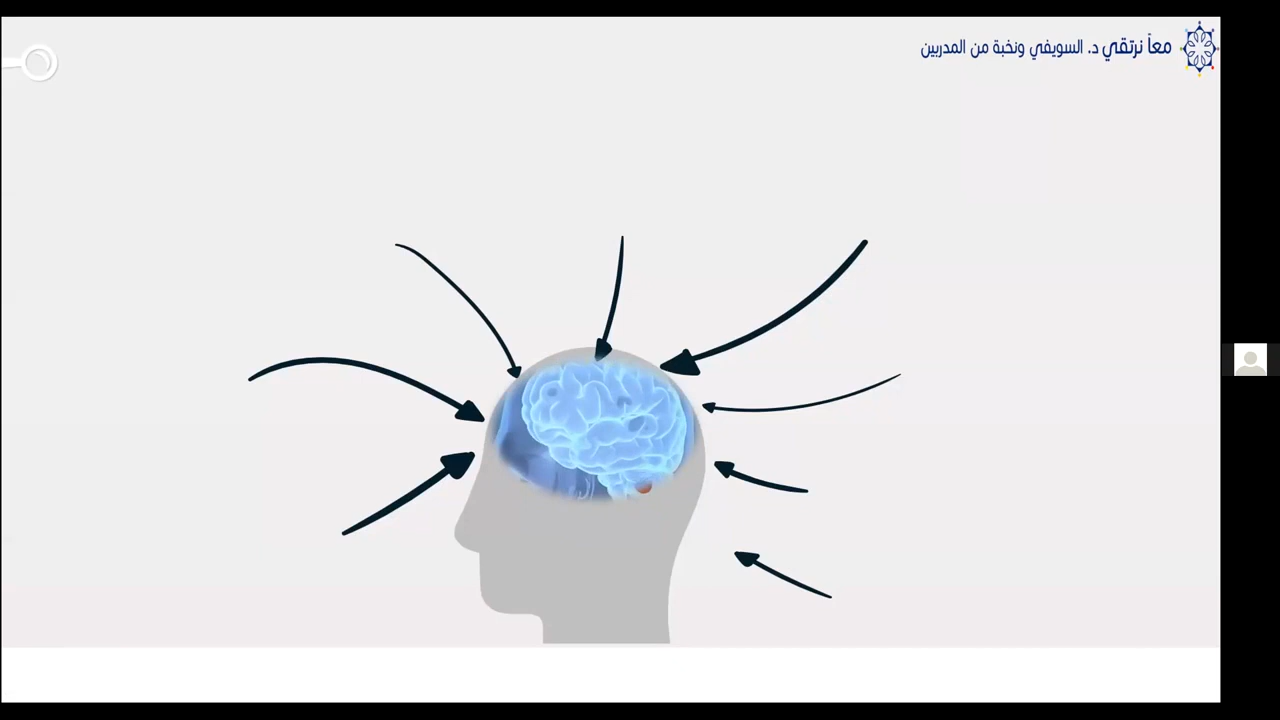 معاً نرتقي د. السويفي ونخبة من المدربين